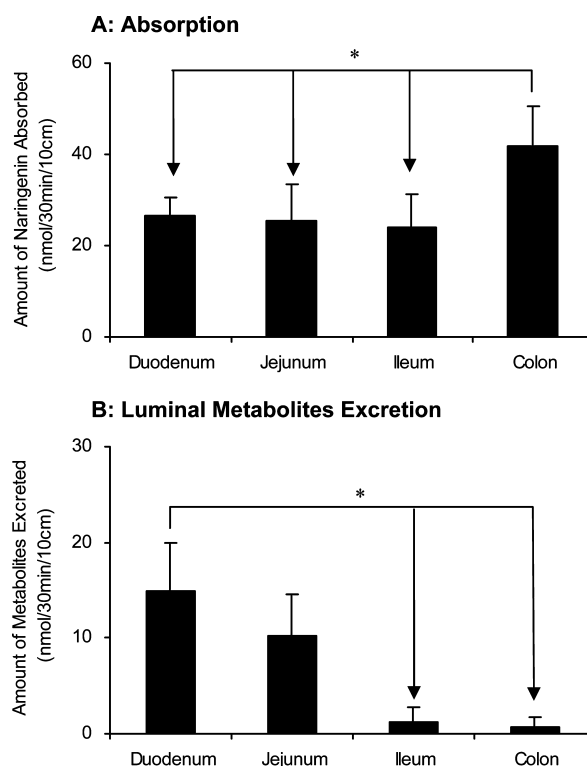 A: Absorption
*
Amount of Naringenin Absorbed
(nmol/30min/10cm)
60
40
20
0
Duodenum Jejunum Ileum Colon
B: Luminal Metabolites Excretion
*
Amount of Metabolites Excreted
(nmol/30min/10cm)
30
20
10
0
Duodenum Jejunum Ileum Colon